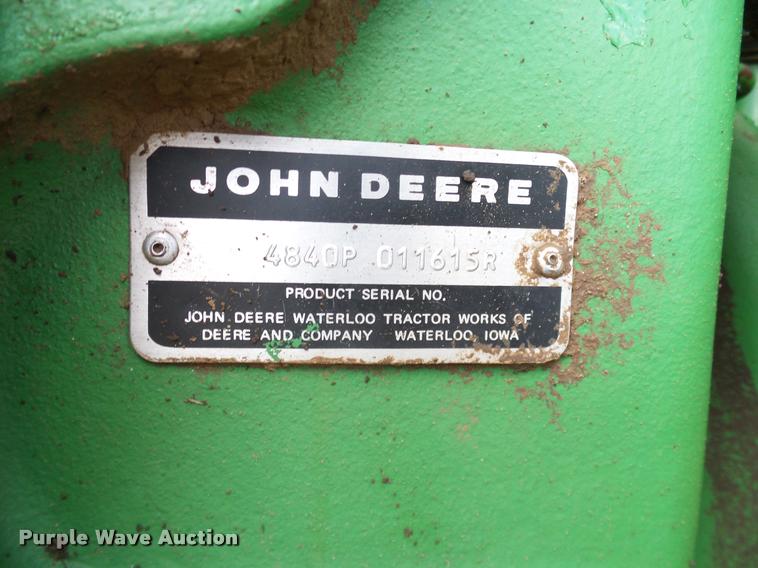 JOHN DEERE
4840P 011615R
PRODUCT SERIAL NO.
JOHN DEERE WATERLOO TRACTOR WORKS OF
DEERE AND COMPANY WATERLOO, IOWA
Purple Wave Auction